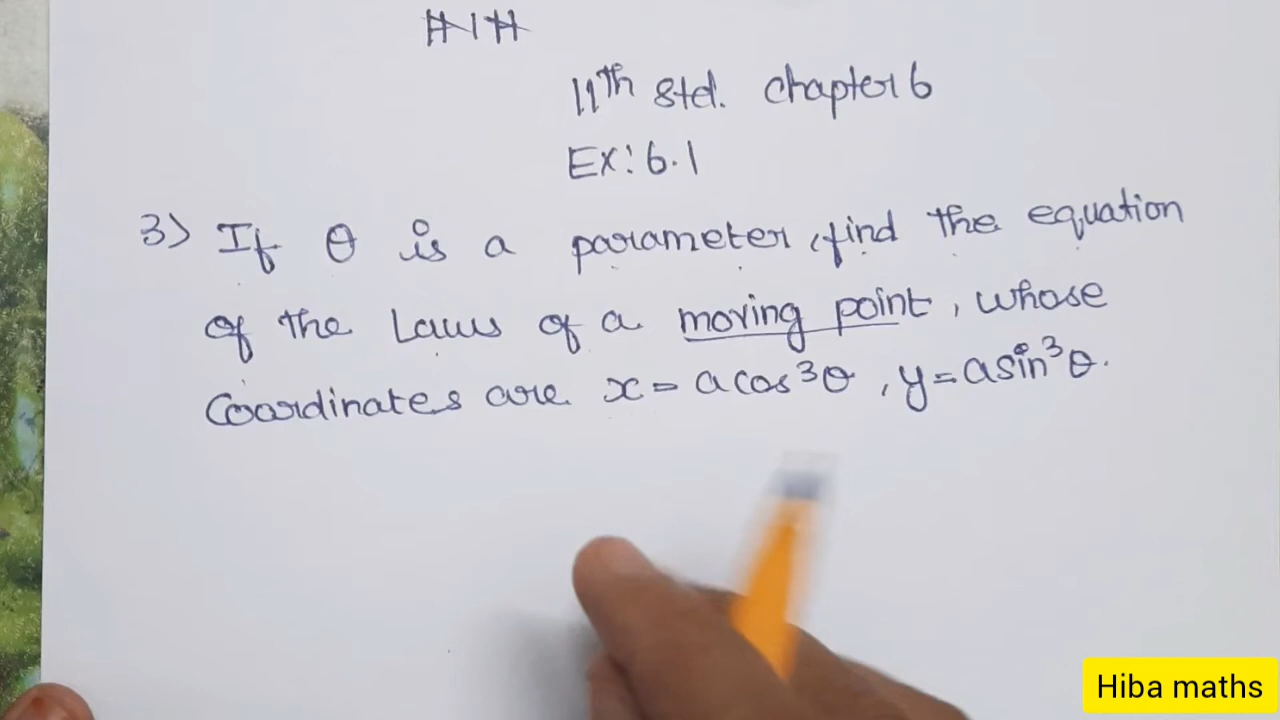 11th std. chapter 6
Ex: 6.1
3) If θ is a parameter, find the equation
of the Laws of a moving point, whose
Coordinates are x = a cos³θ, y = a sin³θ.
Hiba maths